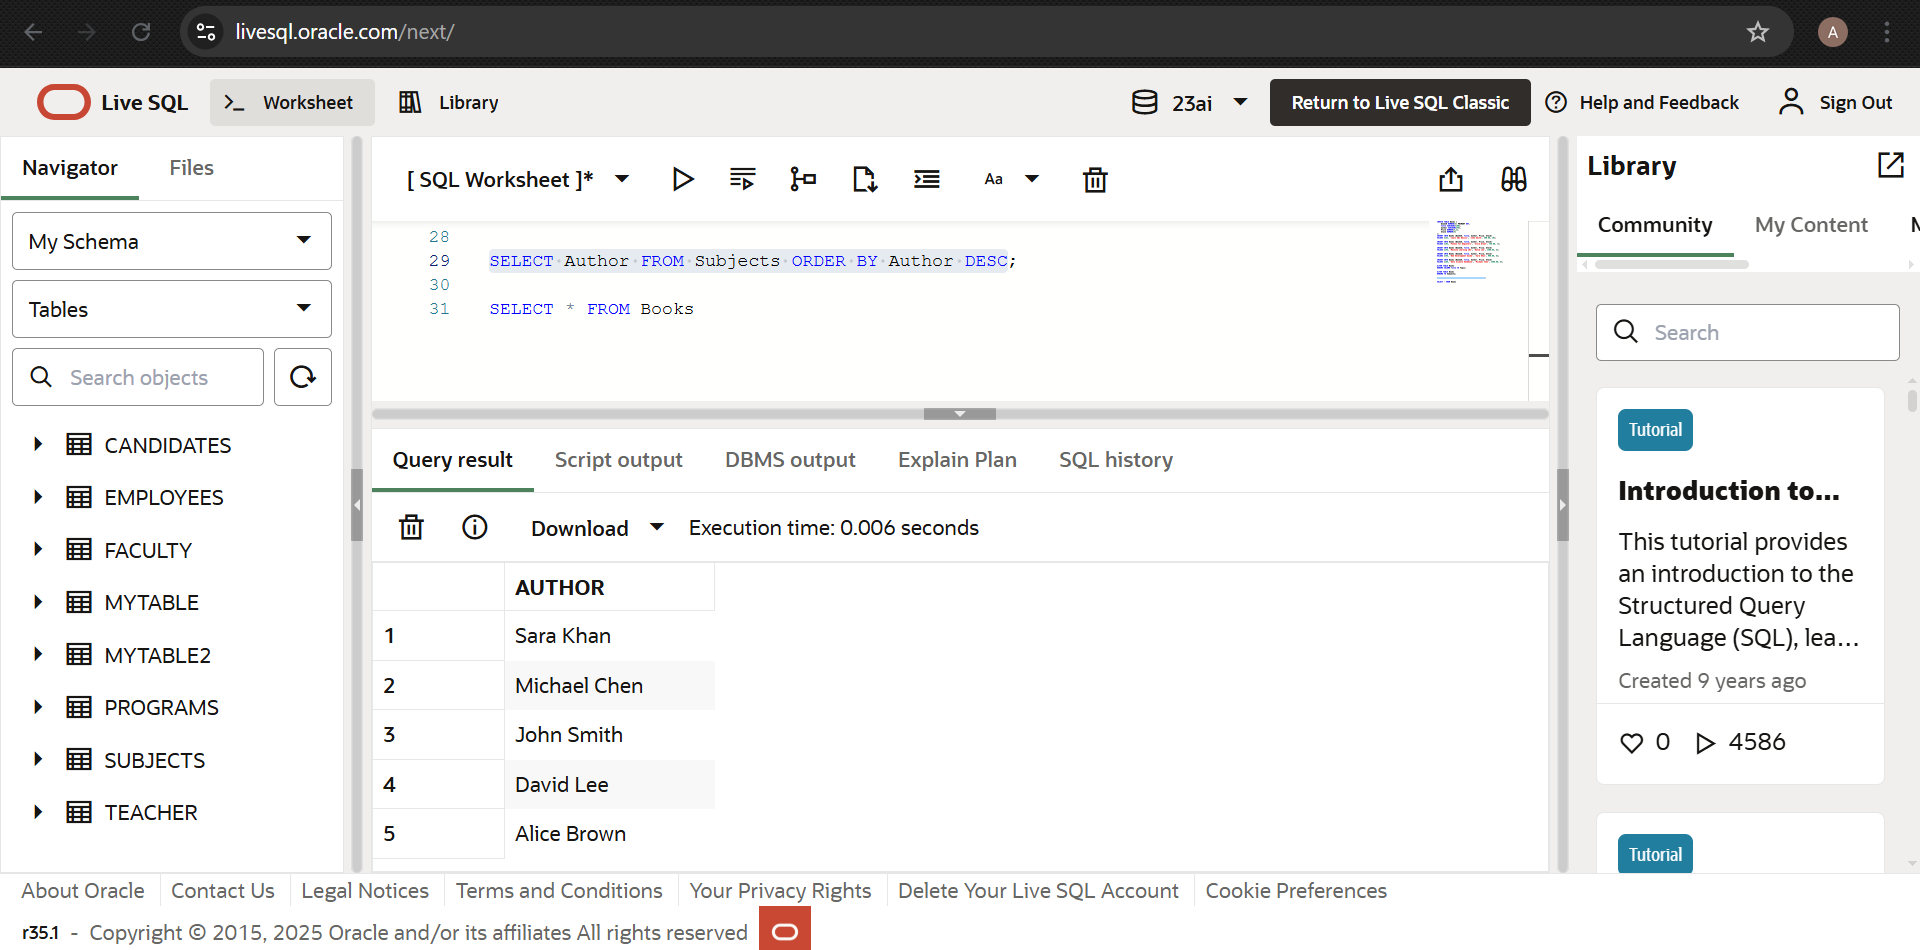 livesql.oracle.com/next/
A
Live SQL
Worksheet
Library
23ai
Return to Live SQL Classic
Help and Feedback
Sign Out
Navigator
Files
My Schema
Tables
Search objects
CANDIDATES
EMPLOYEES
FACULTY
MYTABLE
MYTABLE2
PROGRAMS
SUBJECTS
TEACHER
[ SQL Worksheet ]*
Aa
28
29 SELECT Author FROM Subjects ORDER BY Author DESC;
30
31 SELECT * FROM Books
Query result
Script output
DBMS output
Explain Plan
SQL history
Download
Execution time: 0.006 seconds
AUTHOR
1 Sara Khan
2 Michael Chen
3 John Smith
4 David Lee
5 Alice Brown
Library
Community
My Content
Search
Tutorial
Introduction to...
This tutorial provides
an introduction to the
Structured Query
Language (SQL), lea...
Created 9 years ago
0
4586
Tutorial
About Oracle
Contact Us
Legal Notices
Terms and Conditions
Your Privacy Rights
Delete Your Live SQL Account
Cookie Preferences
r35.1 - Copyright © 2015, 2025 Oracle and/or its affiliates All rights reserved